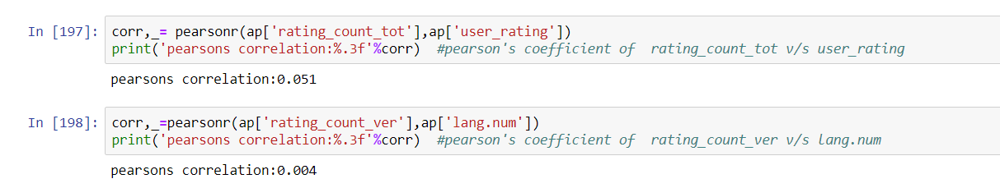 In [197]: corr,_= pearsonr(ap['rating_count_tot'],ap['user_rating'])
print('pearsons correlation:%.3f'%corr)  #pearson's coefficient of  rating_count_tot v/s user_rating
pearsons correlation:0.051
In [198]: corr,_=pearsonr(ap['rating_count_ver'],ap['lang.num'])
print('pearsons correlation:%.3f'%corr)  #pearson's coefficient of  rating_count_ver v/s lang.num
pearsons correlation:0.004